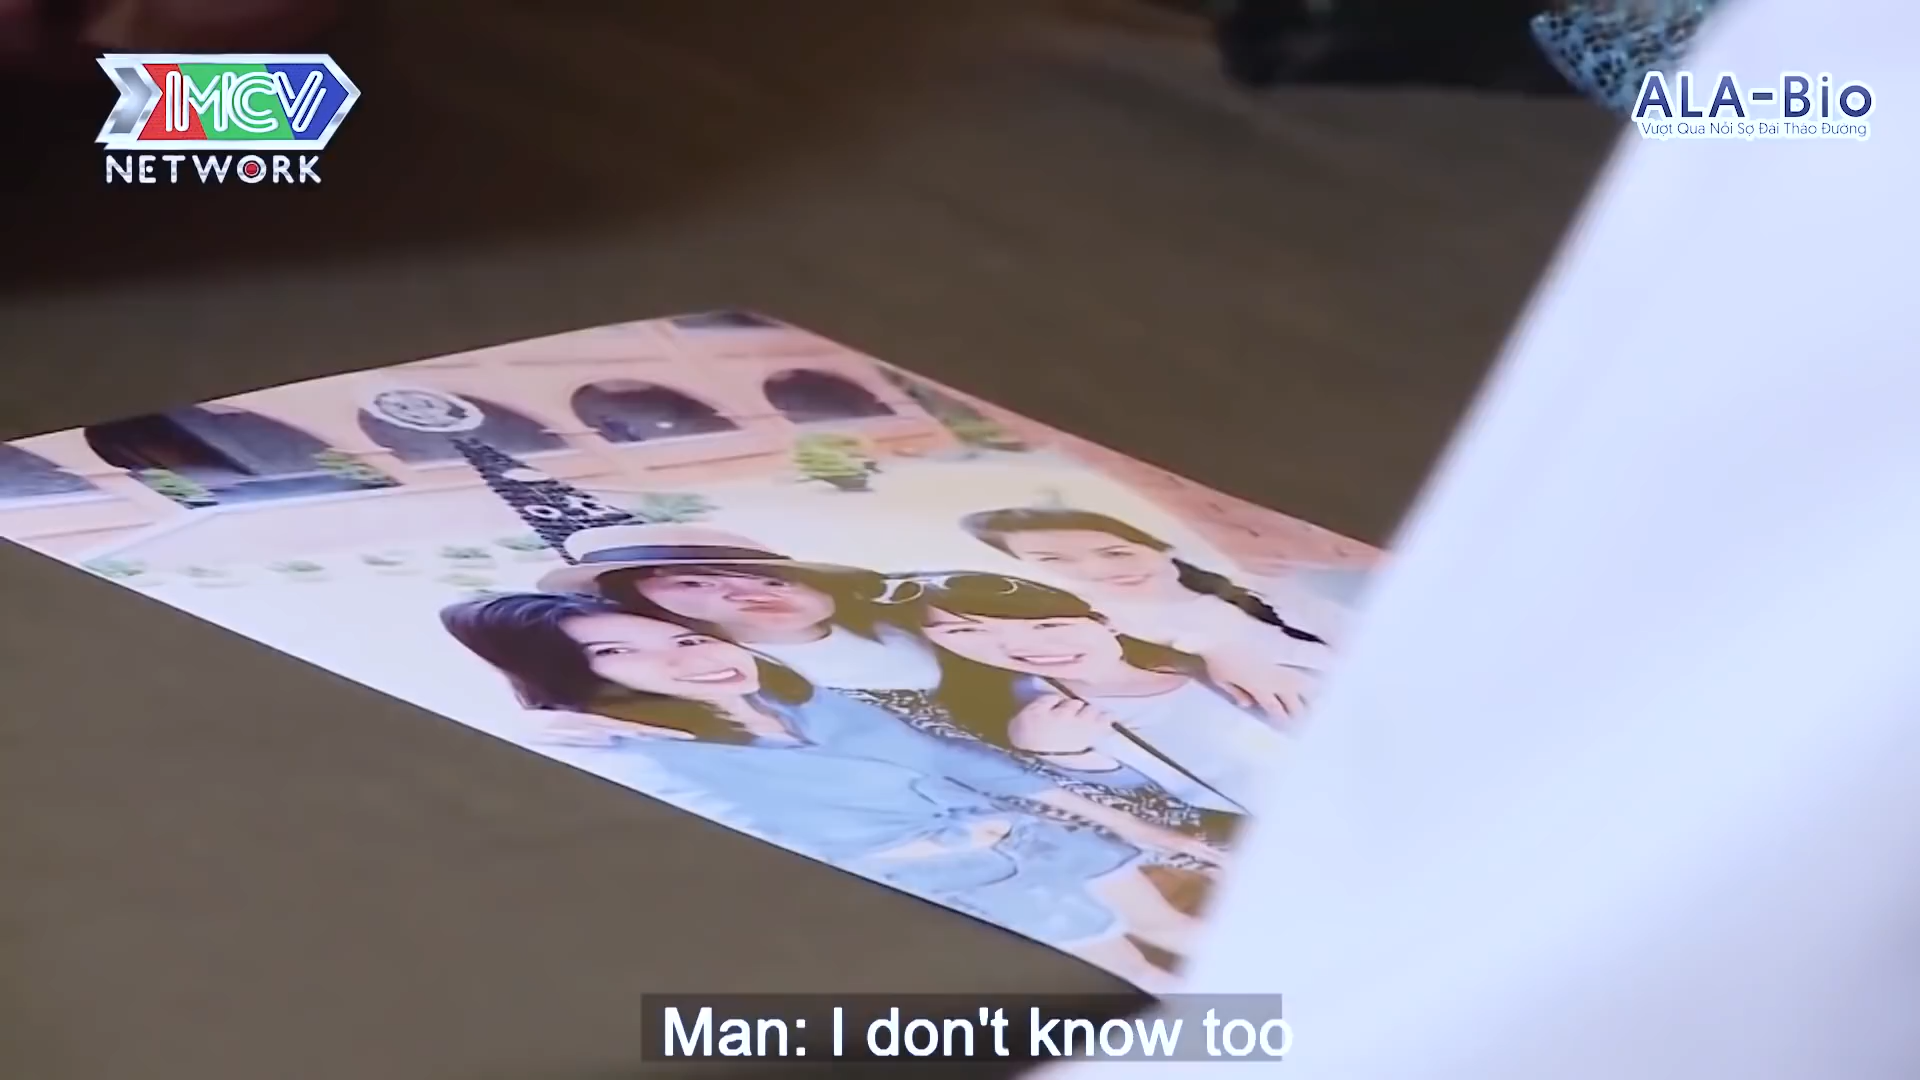 MCV
NETWORK
ALA-Bio
Vượt Qua Nỗi Sợ Đái Tháo Đường
Man: I don't know too